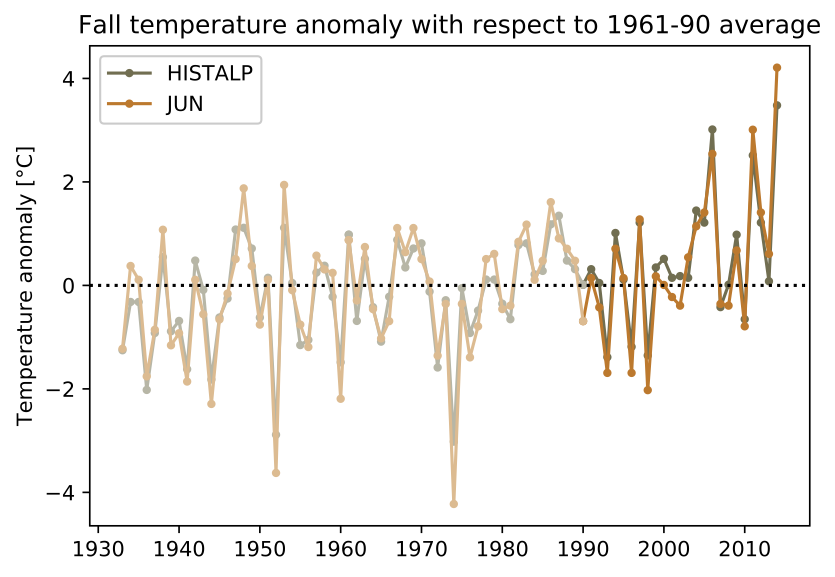 Fall temperature anomaly with respect to 1961-90 average
HISTALP
JUN
Temperature anomaly [°C]
4
2
0
−2
−4
1930 1940 1950 1960 1970 1980 1990 2000 2010